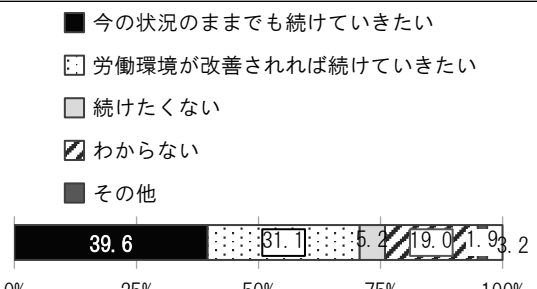 今の状況のままでも続けていきたい
労働環境が改善されれば続けていきたい
続けたくない
わからない
その他
39.6 31.1 5.2 19.0 1.9 3.2
0% 25% 50% 75% 100%